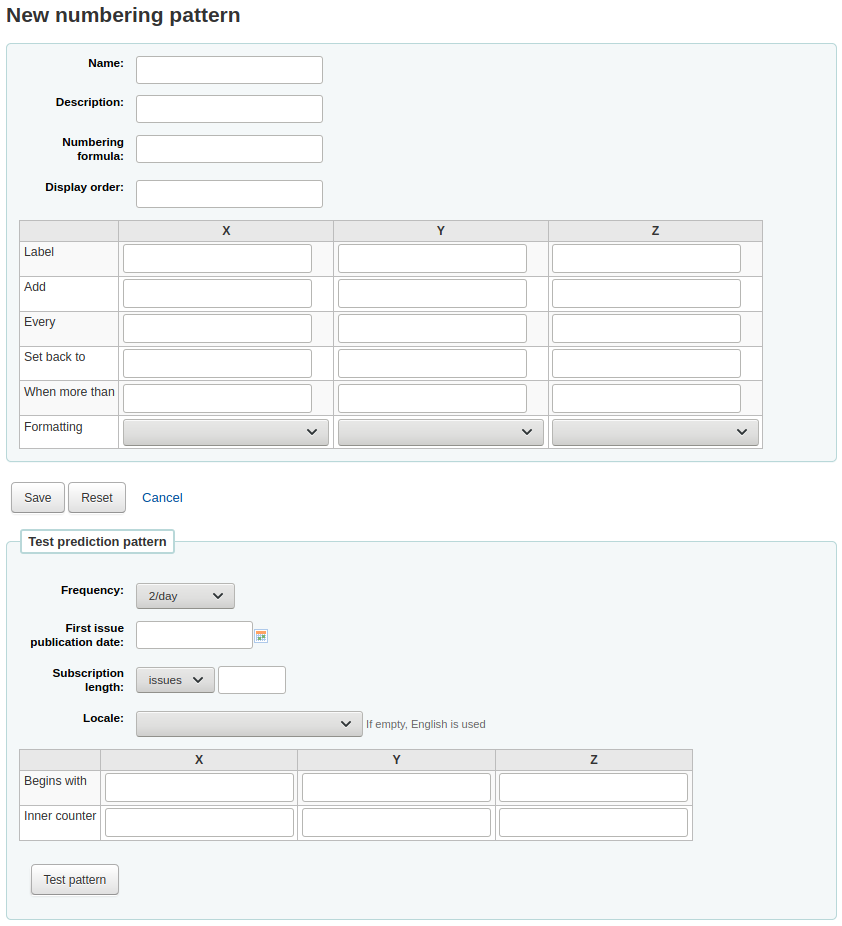 New numbering pattern
Name:
Description:
Numbering
formula:
Display order:
X Y Z
Label
Add
Every
Set back to
When more than
Formatting
Save Reset Cancel
Test prediction pattern
Frequency: 2/day
First issue
publication date:
Subscription
length: issues
Locale: If empty, English is used
X Y Z
Begins with
Inner counter
Test pattern